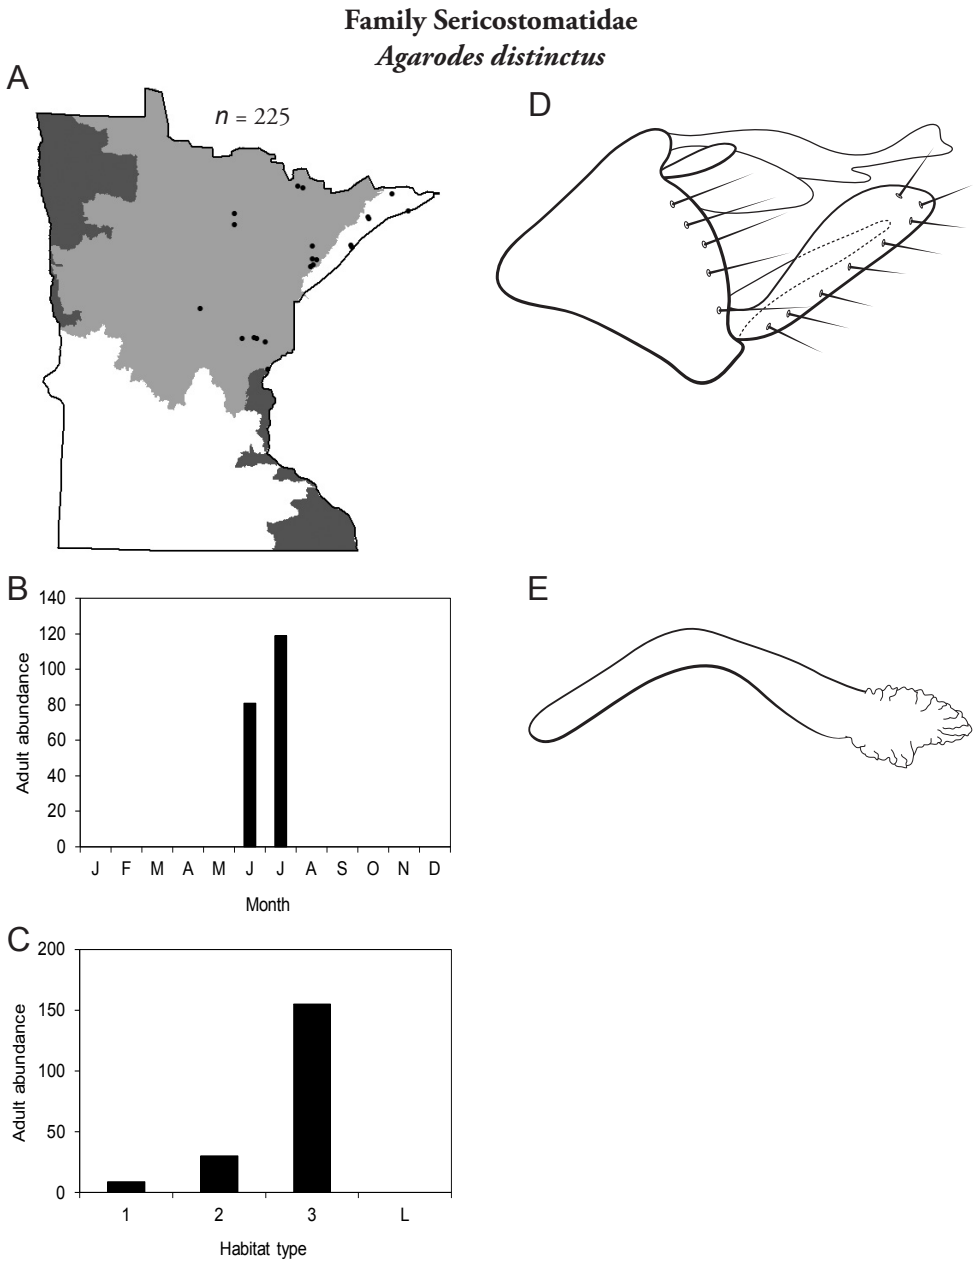 Family Sericostomatidae
Agarodes distinctus
A
n = 225
D
B
140
120
100
80
60
40
20
0
Adult abundance
J F M A M J J A S O N D
Month
E
C
200
150
100
50
0
Adult abundance
1 2 3 L
Habitat type